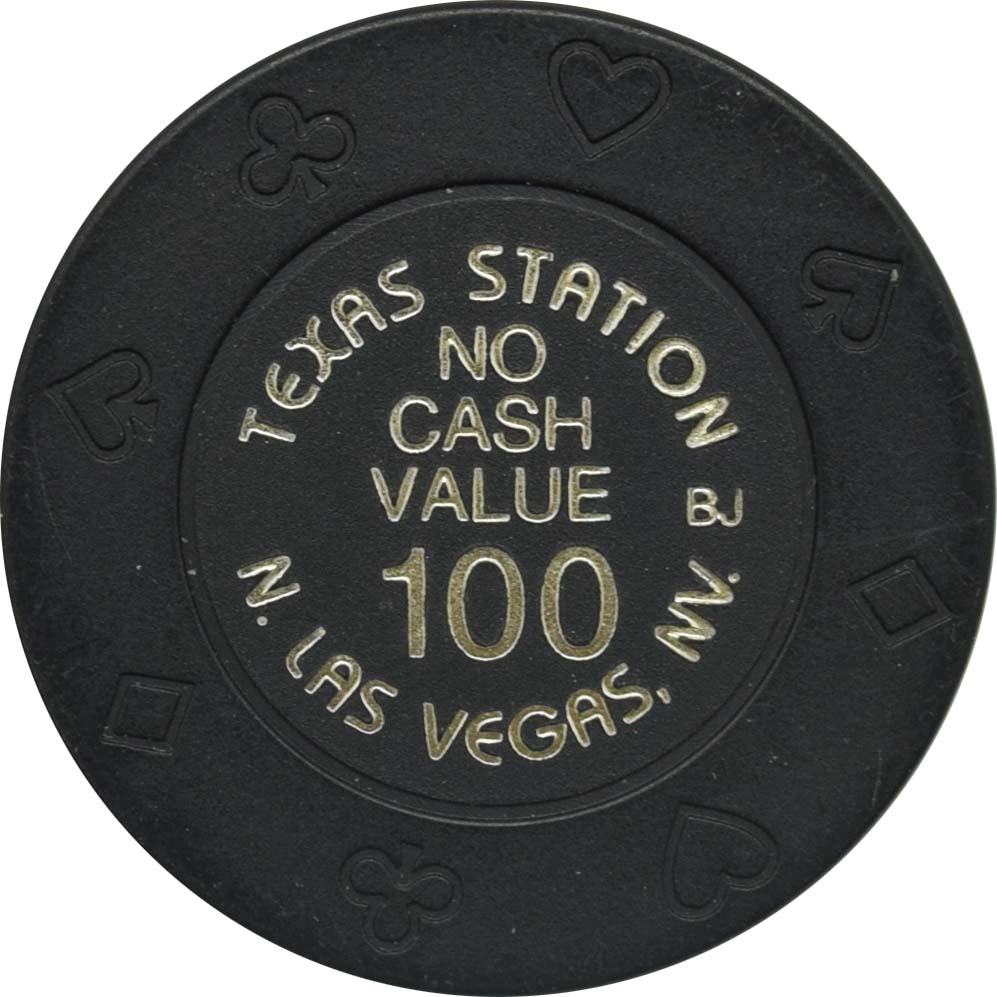 TEXAS STATION
NO
CASH
VALUE
100
BJ
N. LAS VEGAS, NV.